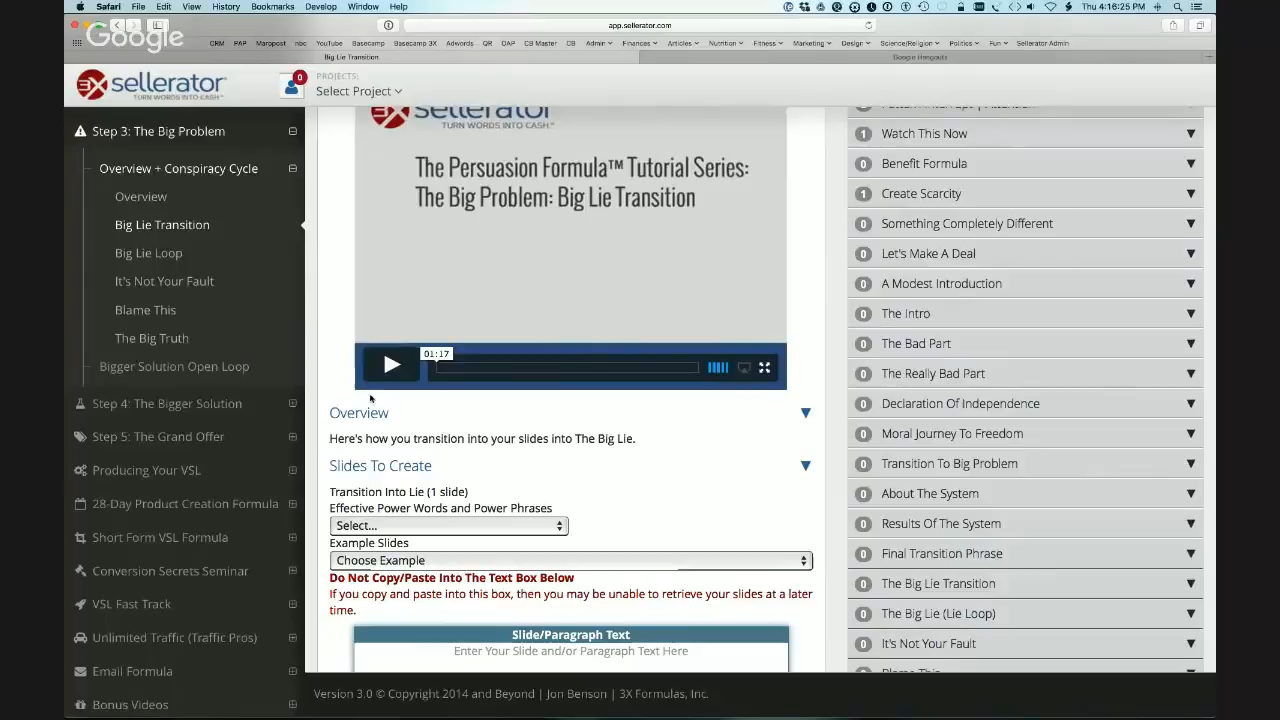 Safari File Edit View History Bookmarks Develop Window Help
Thu 4:16:25 PM
Google
app.sellerator.com
CRM PAP Maropost nbc YouTube Basecamp Basecamp 3X Adwords QR OAP CB Master CB Admin Finances Articles Nutrition Fitness Marketing Design Science/Religion Politics Fun Sellerator Admin
Big Lie Transition
Google Hangouts
3X sellerator
TURN WORDS INTO CASH™
0
PROJECTS:
Select Project
Step 3: The Big Problem
Overview + Conspiracy Cycle
Overview
Big Lie Transition
Big Lie Loop
It's Not Your Fault
Blame This
The Big Truth
Bigger Solution Open Loop
Step 4: The Bigger Solution
Step 5: The Grand Offer
Producing Your VSL
28-Day Product Creation Formula
Short Form VSL Formula
Conversion Secrets Seminar
VSL Fast Track
Unlimited Traffic (Traffic Pros)
Email Formula
Bonus Videos
3X sellerator
TURN WORDS INTO CASH™
The Persuasion Formula™ Tutorial Series:
The Big Problem: Big Lie Transition
01:17
Overview
Here's how you transition into your slides into The Big Lie.
Slides To Create
Transition Into Lie (1 slide)
Effective Power Words and Power Phrases
Select...
Example Slides
Choose Example
Do Not Copy/Paste Into The Text Box Below
If you copy and paste into this box, then you may be unable to retrieve your slides at a later
time.
Slide/Paragraph Text
Enter Your Slide and/or Paragraph Text Here
1 Watch This Now
0 Benefit Formula
1 Create Scarcity
0 Something Completely Different
0 Let's Make A Deal
0 A Modest Introduction
0 The Intro
0 The Bad Part
0 The Really Bad Part
0 Declaration Of Independence
0 Moral Journey To Freedom
0 Transition To Big Problem
0 About The System
0 Results Of The System
0 Final Transition Phrase
0 The Big Lie Transition
0 The Big Lie (Lie Loop)
0 It's Not Your Fault
Blame This
Version 3.0 © Copyright 2014 and Beyond | Jon Benson | 3X Formulas, Inc.